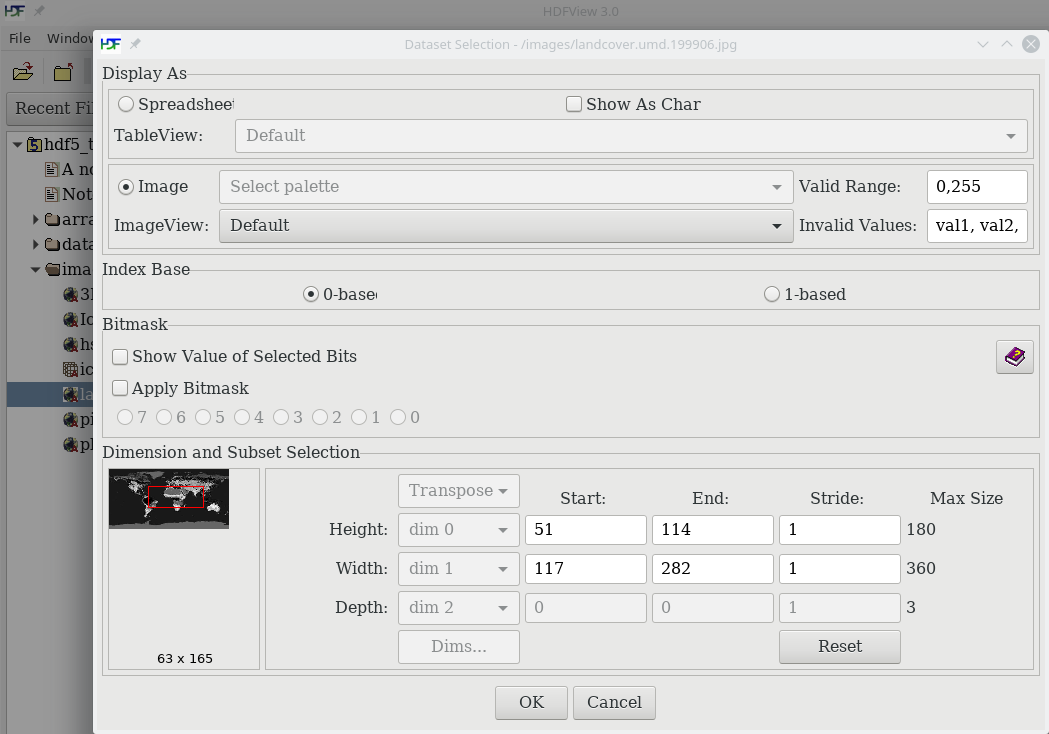 HDF HDFView 3.0
File Window
HDF Dataset Selection - /images/landcover.umd.199906.jpg
Display As
Spreadsheet Show As Char
TableView: Default
Image Select palette Valid Range: 0,255
ImageView: Default Invalid Values: val1, val2,
Index Base
0-based 1-based
Bitmask
Show Value of Selected Bits
Apply Bitmask
7 6 5 4 3 2 1 0
Dimension and Subset Selection
Transpose Start: End: Stride: Max Size
Height: dim 0 51 114 1 180
Width: dim 1 117 282 1 360
Depth: dim 2 0 0 1 3
Dims... Reset
63 x 165
OK Cancel
Recent Fi
hdf5_t
A no
Not
arra
data
ima
3
Ic
hs
ic
la
pi